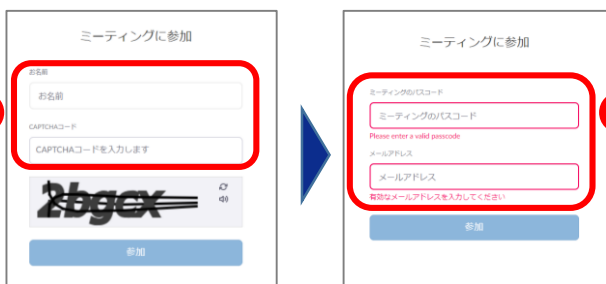 ミーティングに参加
お名前
お名前
CAPTCHAコード
CAPTCHAコードを入力します
2bgcx
参加
ミーティングに参加
ミーティングのパスコード
ミーティングのパスコード
Please enter a valid passcode
メールアドレス
メールアドレス
有効なメールアドレスを入力してください
参加